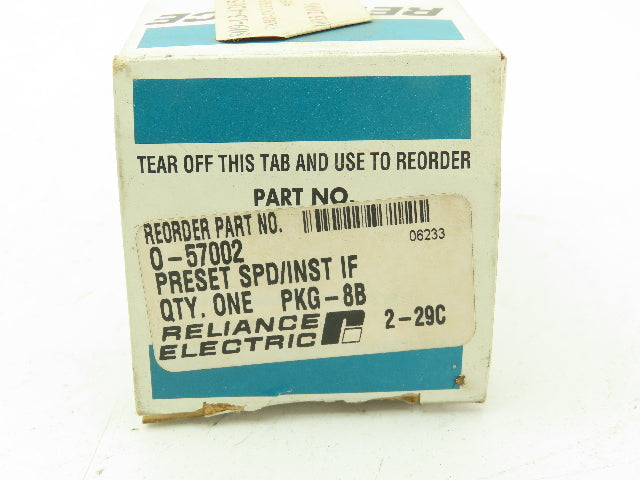 RELIANCE
TEAR OFF THIS TAB AND USE TO REORDER
PART NO.
REORDER PART NO.
06233
0-57002
PRESET SPD/INST IF
QTY. ONE PKG-8B
RELIANCE
ELECTRIC
2-29C